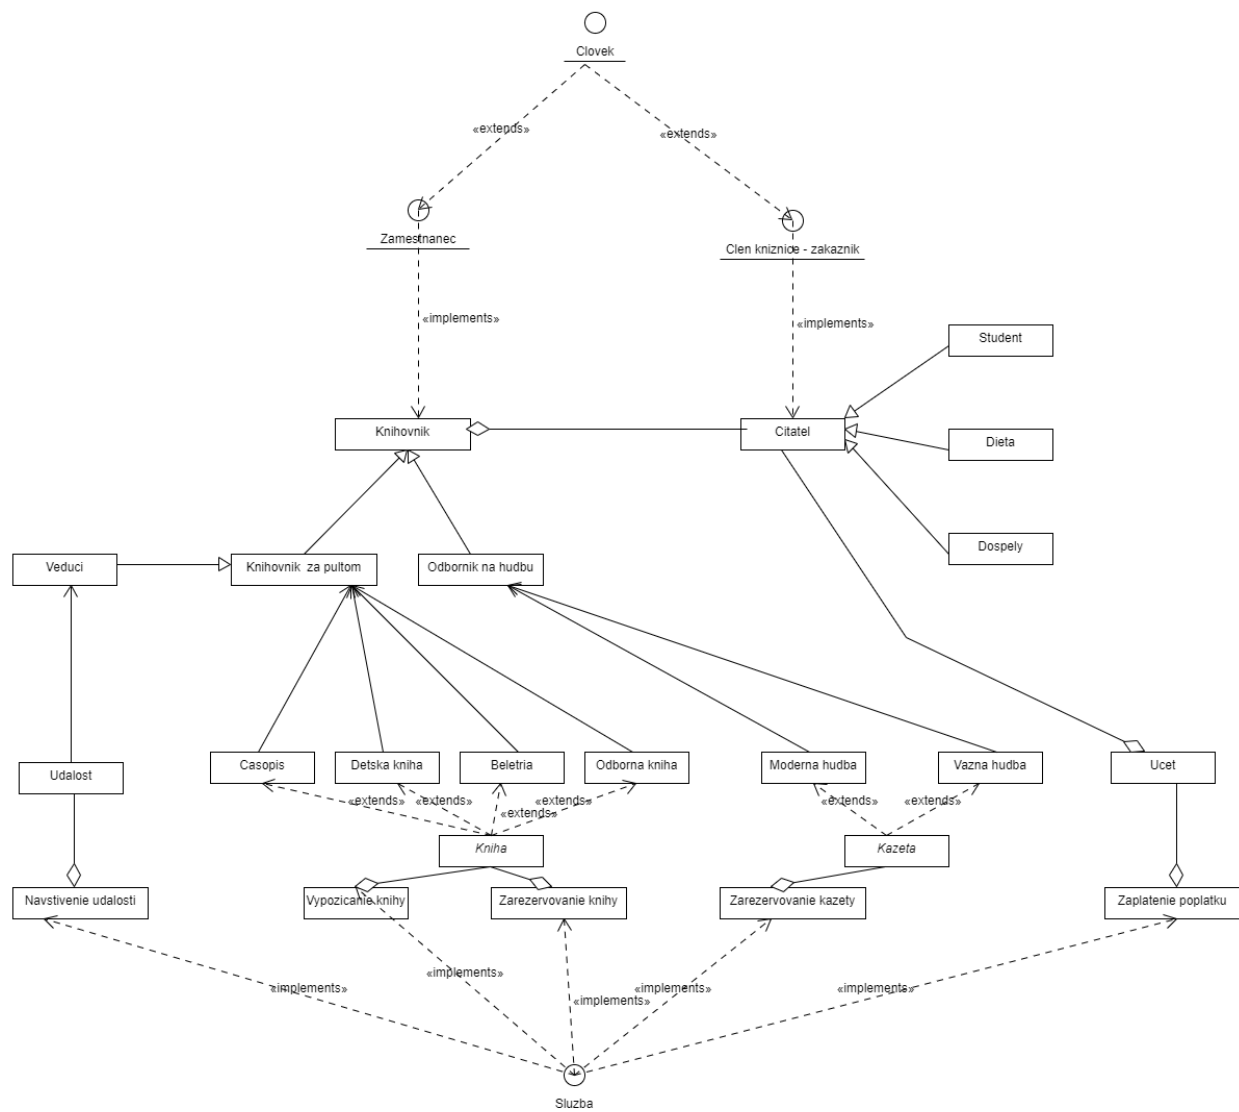 Clovek
«extends»
«extends»
Zamestnanec
Clen kniznice - zakaznik
«implements»
«implements»
Student
Knihovnik
Citatel
Dieta
Dospely
Veduci
Knihovnik za pultom
Odbornik na hudbu
Udalost
Casopis
Detska kniha
Beletria
Odborna kniha
Moderna hudba
Vazna hudba
Ucet
«extends»
«extends»
«extends»
«extends»
«extends»
«extends»
Kniha
Kazeta
Navstivenie udalosti
Vypozicanie knihy
Zarezervovanie knihy
Zarezervovanie kazety
Zaplatenie poplatku
«implements»
«implements»
«implements»
«implements»
«implements»
Sluzba